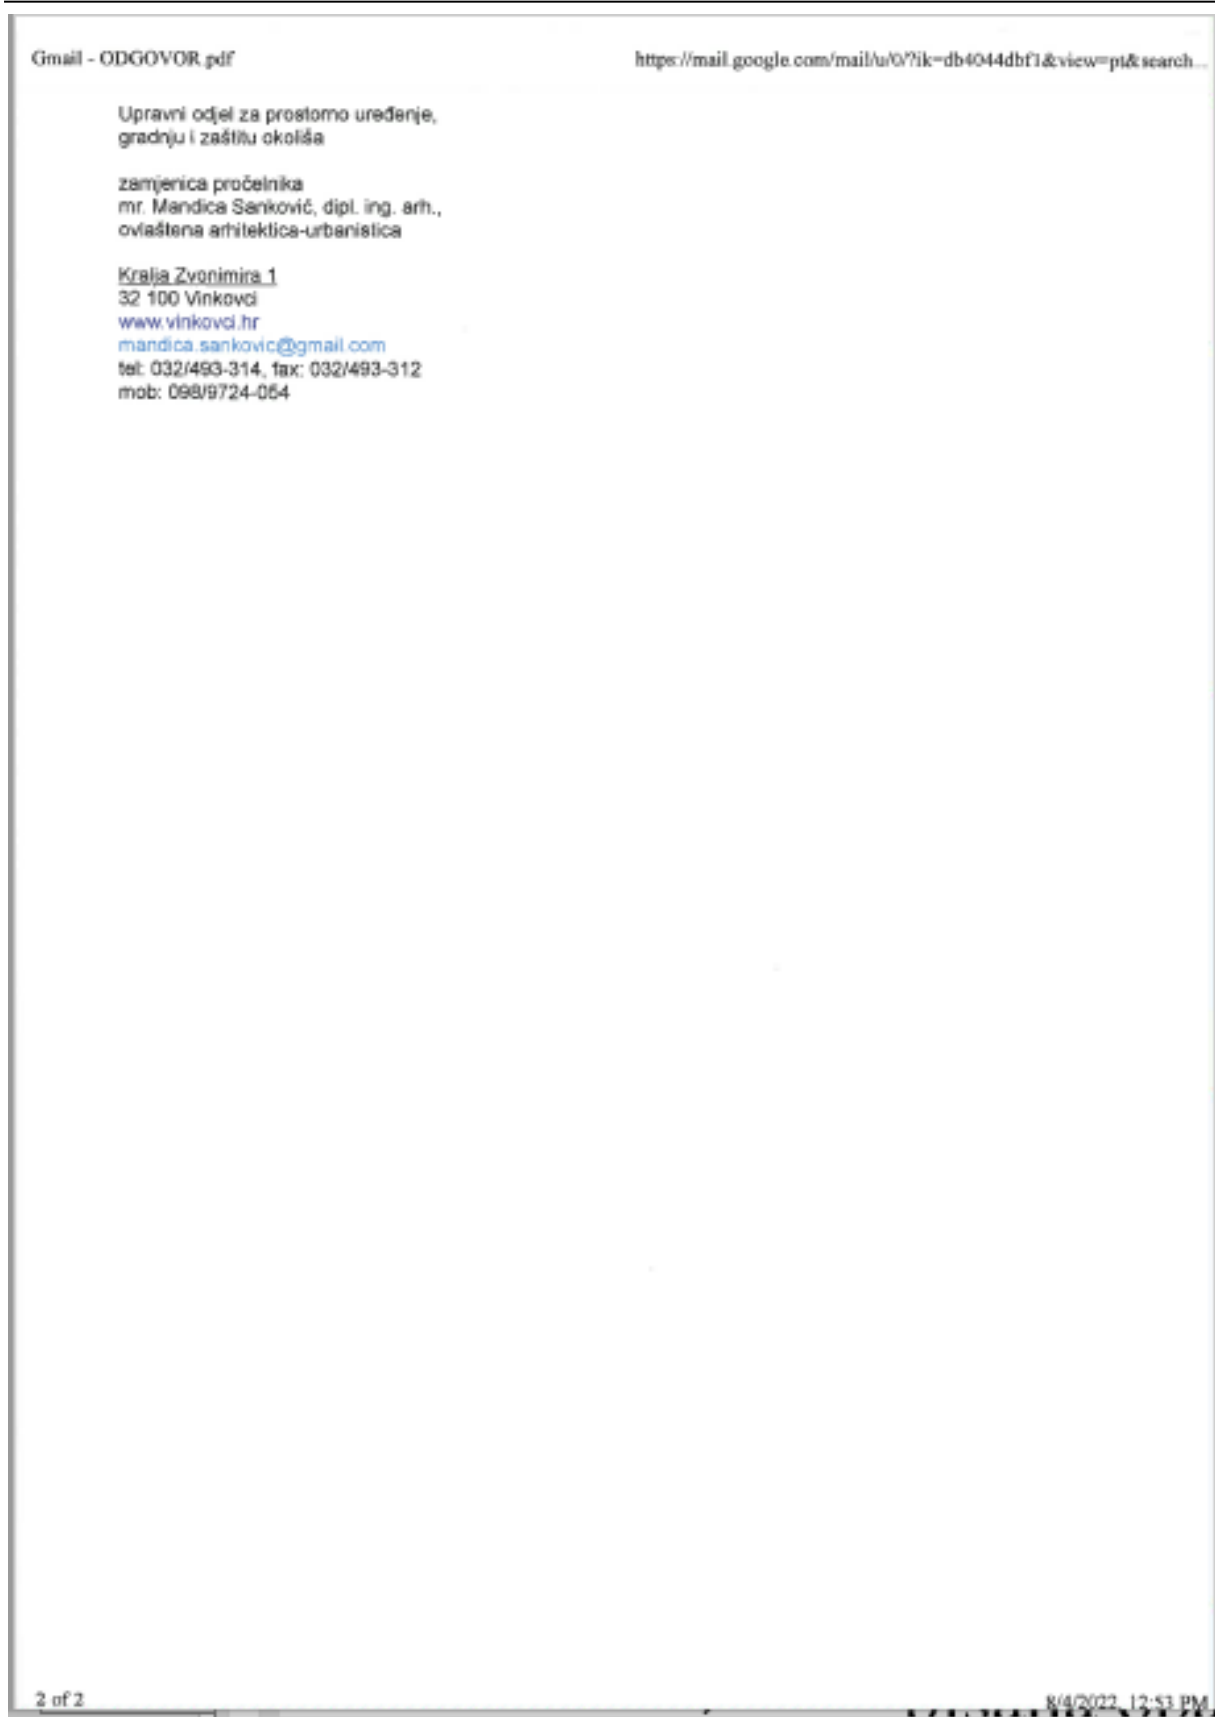 Gmail - ODGOVOR.pdf
https://mail.google.com/mail/u/0/?ik=db4044dbf1&view=pt&search...
Upravni odjel za prostorno uređenje,
gradnju i zaštitu okoliša
zamjenica pročelnika
mr. Mandica Sanković, dipl. ing. arh.,
ovlaštena arhitektica-urbanistica
Kralja Zvonimira 1
32 100 Vinkovci
www.vinkovci.hr
mandica.sankovic@gmail.com
tel: 032/493-314, fax: 032/493-312
mob: 098/9724-054
2 of 2
8/4/2022, 12:53 PM